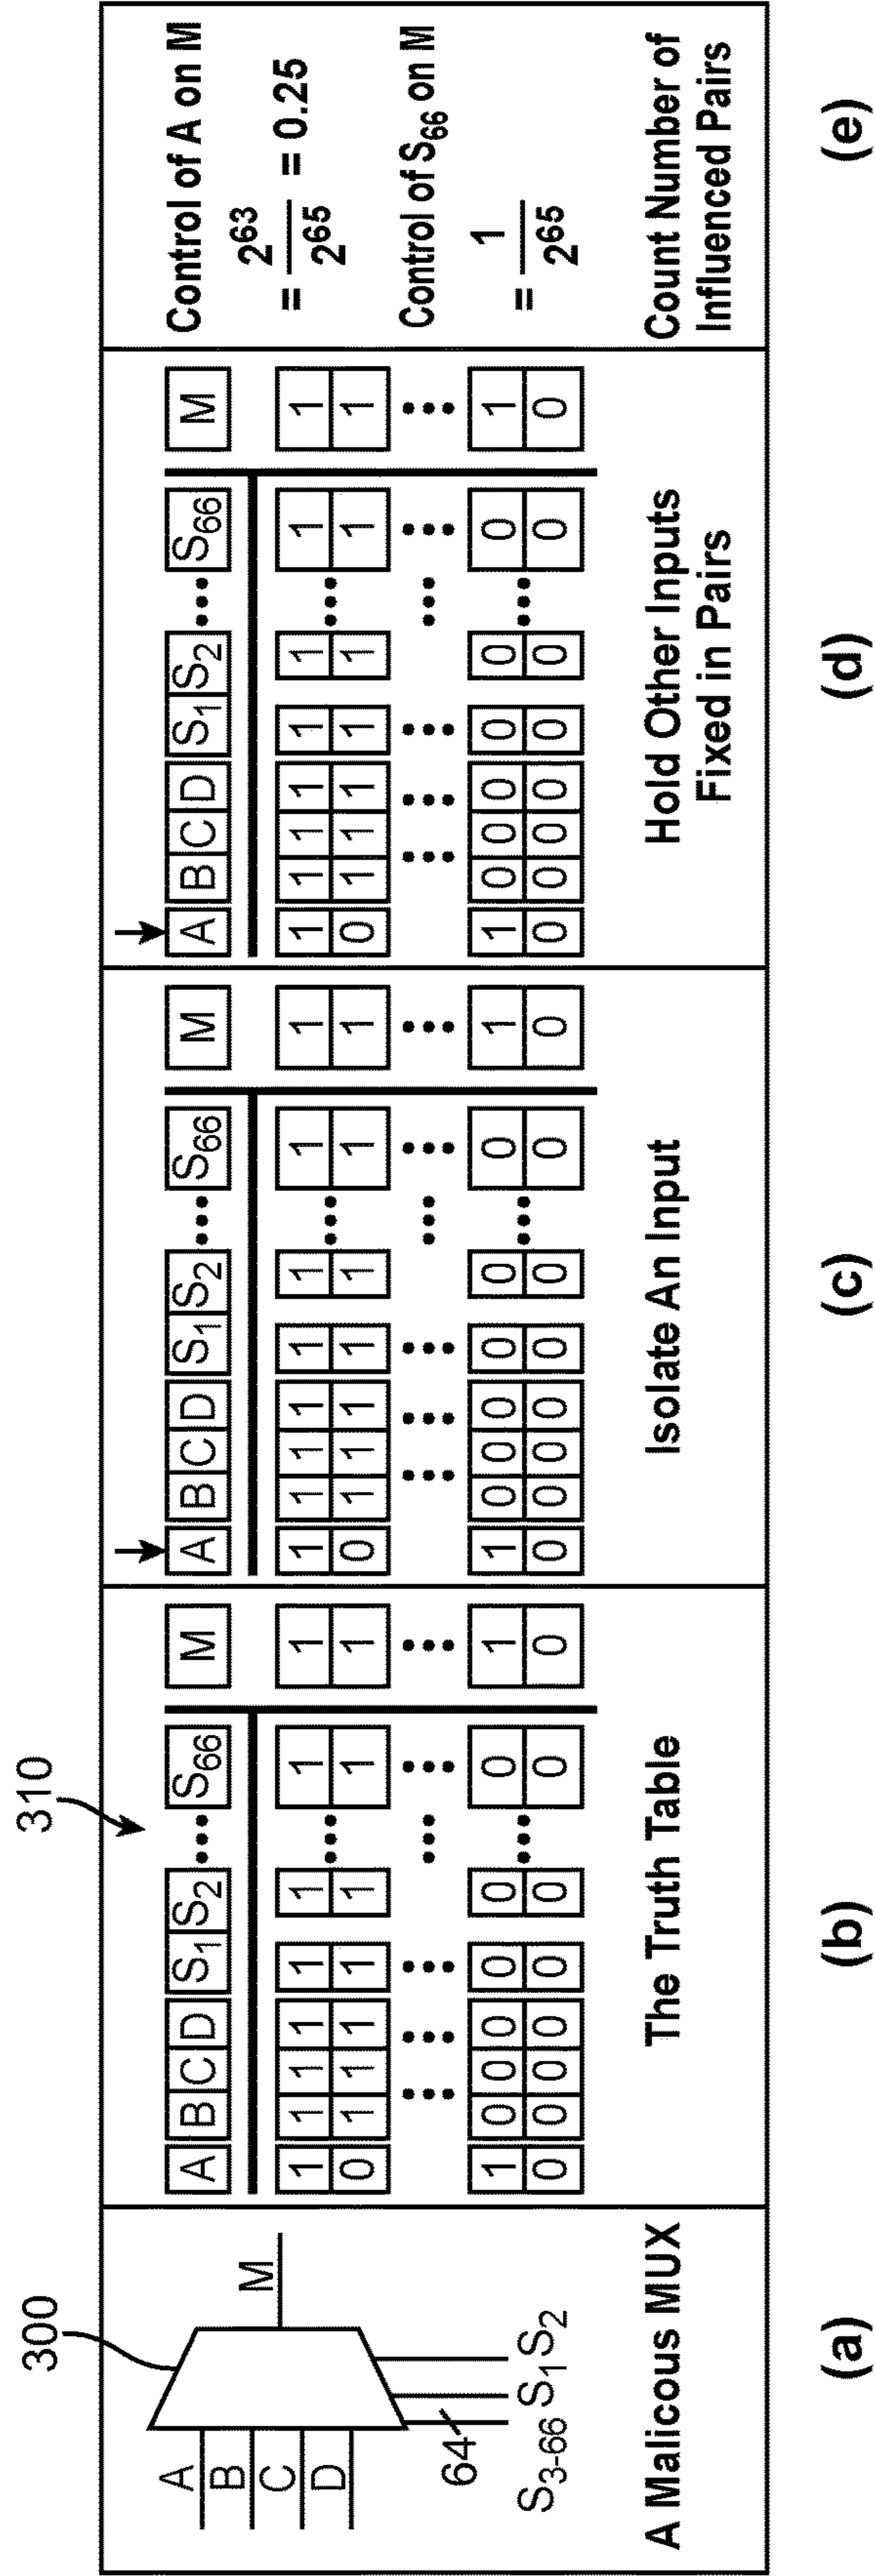 300
A
B
C
D
M
64
S3-66 S1 S2
A Malicous MUX
(a)
310
A B C D S1 S2 ••• S66 M
1 1 1 1 1 1 ••• 1 1
0 1 1 1 1 1 1 1
••• ••• ••• ••• ••• •••
1 0 0 0 0 0 ••• 0 1
0 0 0 0 0 0 0 0
The Truth Table
(b)
A B C D S1 S2 ••• S66 M
1 1 1 1 1 1 ••• 1 1
0 1 1 1 1 1 1 1
••• ••• ••• ••• ••• •••
1 0 0 0 0 0 ••• 0 1
0 0 0 0 0 0 0 0
Isolate An Input
(c)
A B C D S1 S2 ••• S66 M
1 1 1 1 1 1 ••• 1 1
0 1 1 1 1 1 1 1
••• ••• ••• ••• ••• •••
1 0 0 0 0 0 ••• 0 1
0 0 0 0 0 0 0 0
Hold Other Inputs
Fixed in Pairs
(d)
Control of A on M
= 2^63 / 2^65 = 0.25
Control of S66 on M
= 1 / 2^65
Count Number of
Influenced Pairs
(e)